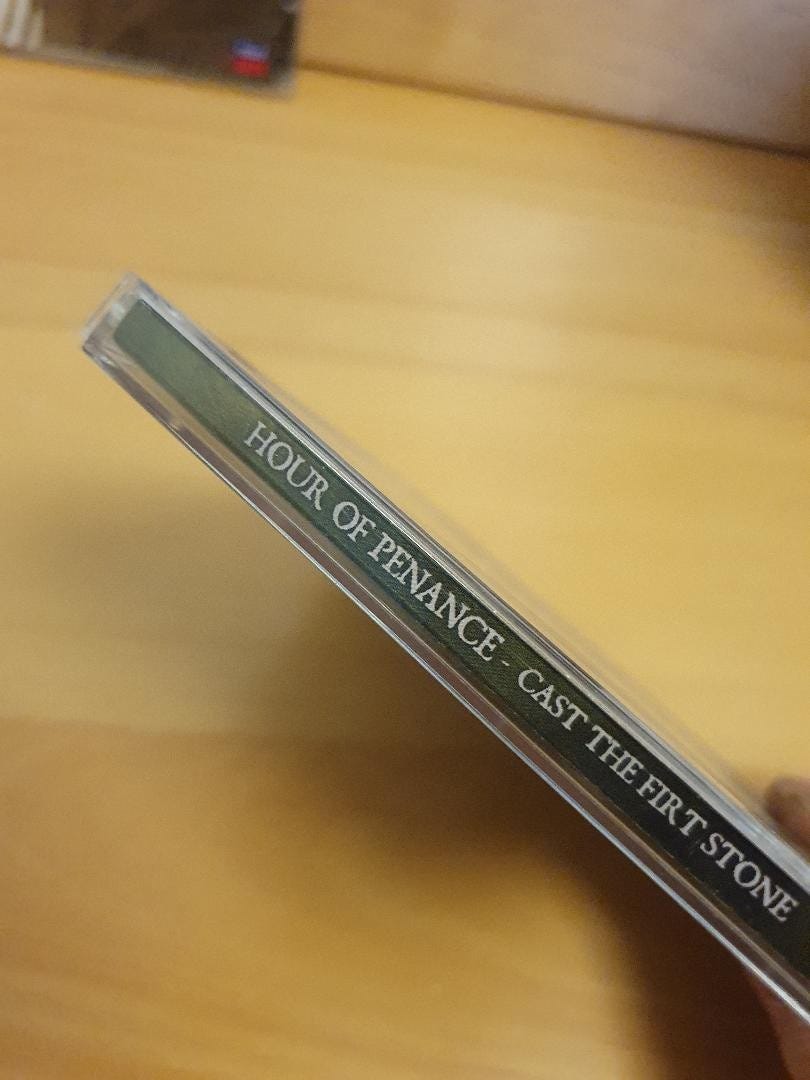 HOUR OF PENANCE - CAST THE FIRT STONE